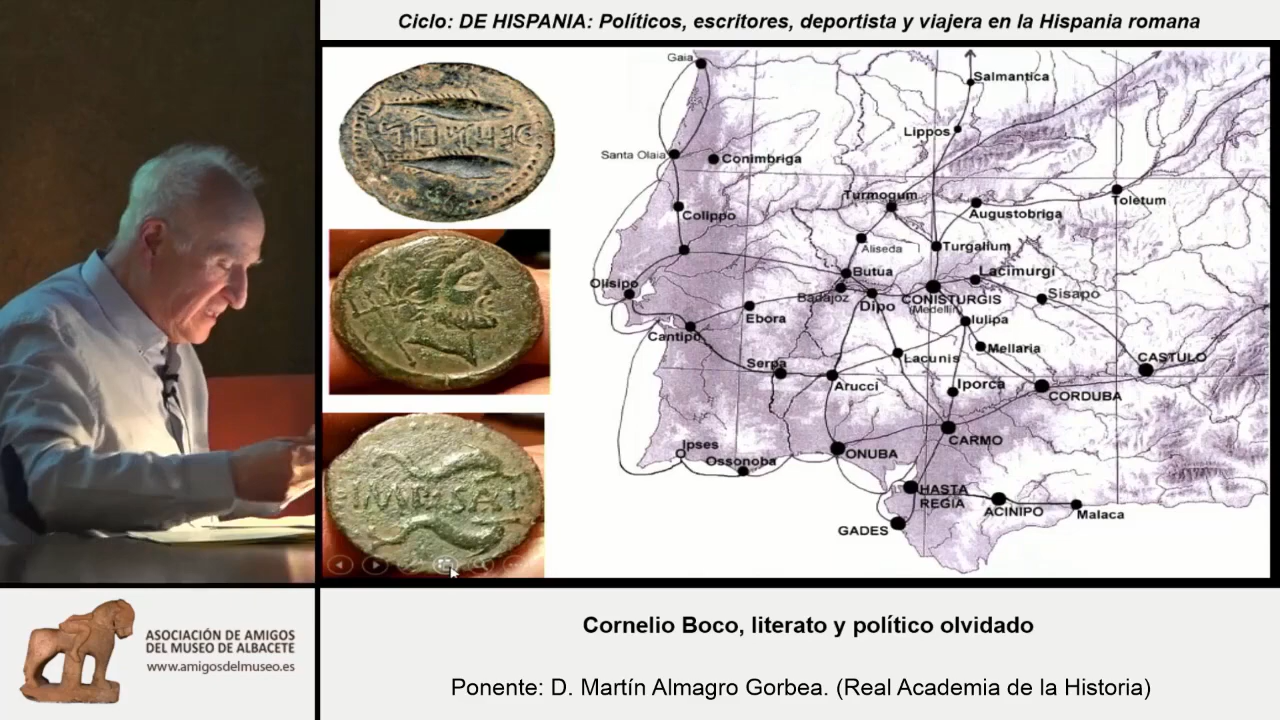 Ciclo: DE HISPANIA: Políticos, escritores, deportista y viajera en la Hispania romana
Gaia
Salmantica
Lippos
Santa Olaia
Conimbriga
Turmogum
Toletum
Colippo
Augustobriga
Aliseda
Turgalium
Butua
Lacimurgi
Olisipo
Badajoz
CONISTURGIS
Sisapo
(Medellín)
Dipo
Ebora
Iulipa
Cantipo
Mellaria
Lacunis
CASTULO
Serpa
Arucci
Iporca
CORDUBA
CARMO
Ipses
ONUBA
Ossonoba
HASTA
REGIA
ACINIPO
Malaca
GADES
ASOCIACIÓN DE AMIGOS
DEL MUSEO DE ALBACETE
www.amigosdelmuseo.es
Cornelio Boco, literato y político olvidado
Ponente: D. Martín Almagro Gorbea. (Real Academia de la Historia)